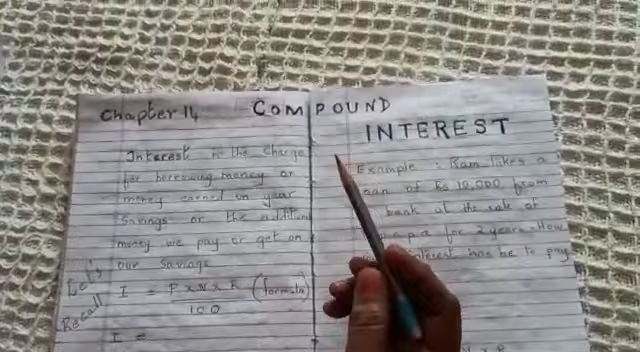 Chapter 14 COMPOUND
INTEREST
Interest is the charge
for borrowing money or
money earned on your
Savings or the addition
money we pay or get on
our Savings
Let's
Recall
I = P x N x R (formula)
100
I =
Example : Ram takes a
loan of Rs 10,000 from
bank at the rate of
p.a for 2 years. How
interest has he to pay